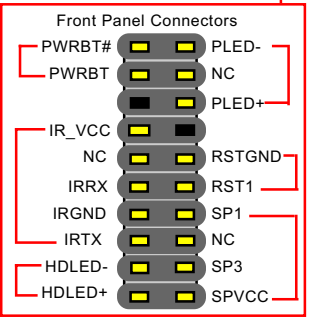 Front Panel Connectors
PWRBT# PLED-
PWRBT NC
PLED+
IR_VCC
NC RSTGND
IRRX RST1
IRGND SP1
IRTX NC
HDLED- SP3
HDLED+ SPVCC